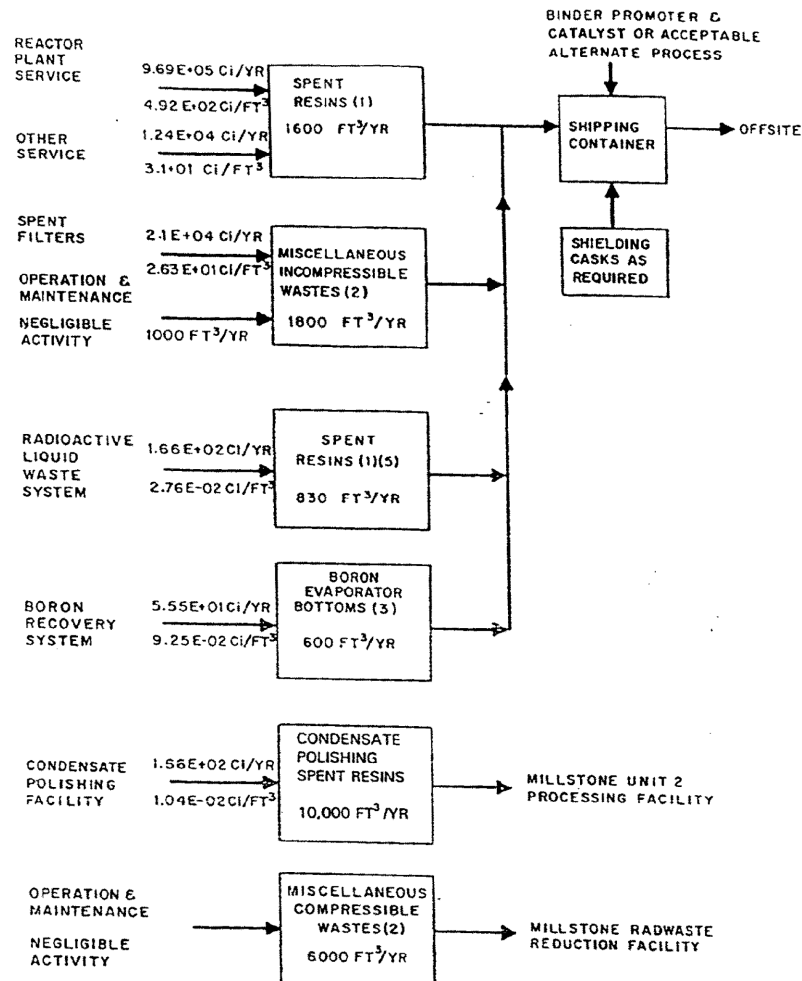 BINDER PROMOTER &
CATALYST OR ACCEPTABLE
ALTERNATE PROCESS
REACTOR
PLANT
SERVICE
9.69E+05 Ci/YR
4.92E+02 Ci/FT³
SPENT
RESINS (1)
1600 FT³/YR
SHIPPING
CONTAINER
OFFSITE
OTHER
SERVICE
1.24E+04 Ci/YR
3.1+01 Ci/FT³
SHIELDING
CASKS AS
REQUIRED
SPENT
FILTERS
2.1E+04 Ci/YR
2.63E+01 Ci/FT³
OPERATION &
MAINTENANCE
NEGLIGIBLE
ACTIVITY
1000 FT³/YR
MISCELLANEOUS
INCOMPRESSIBLE
WASTES (2)
1800 FT³/YR
RADIOACTIVE
LIQUID
WASTE
SYSTEM
1.66E+02 Ci/YR
2.76E-02 Ci/FT³
SPENT
RESINS (1)(5)
830 FT³/YR
BORON
RECOVERY
SYSTEM
5.55E+01 Ci/YR
9.25E-02 Ci/FT³
BORON
EVAPORATOR
BOTTOMS (3)
600 FT³/YR
CONDENSATE
POLISHING
FACILITY
1.56E+02 Ci/YR
1.04E-02 Ci/FT³
CONDENSATE
POLISHING
SPENT RESINS
10,000 FT³/YR
MILLSTONE UNIT 2
PROCESSING FACILITY
OPERATION &
MAINTENANCE
NEGLIGIBLE
ACTIVITY
MISCELLANEOUS
COMPRESSIBLE
WASTES (2)
6000 FT³/YR
MILLSTONE RADWASTE
REDUCTION FACILITY